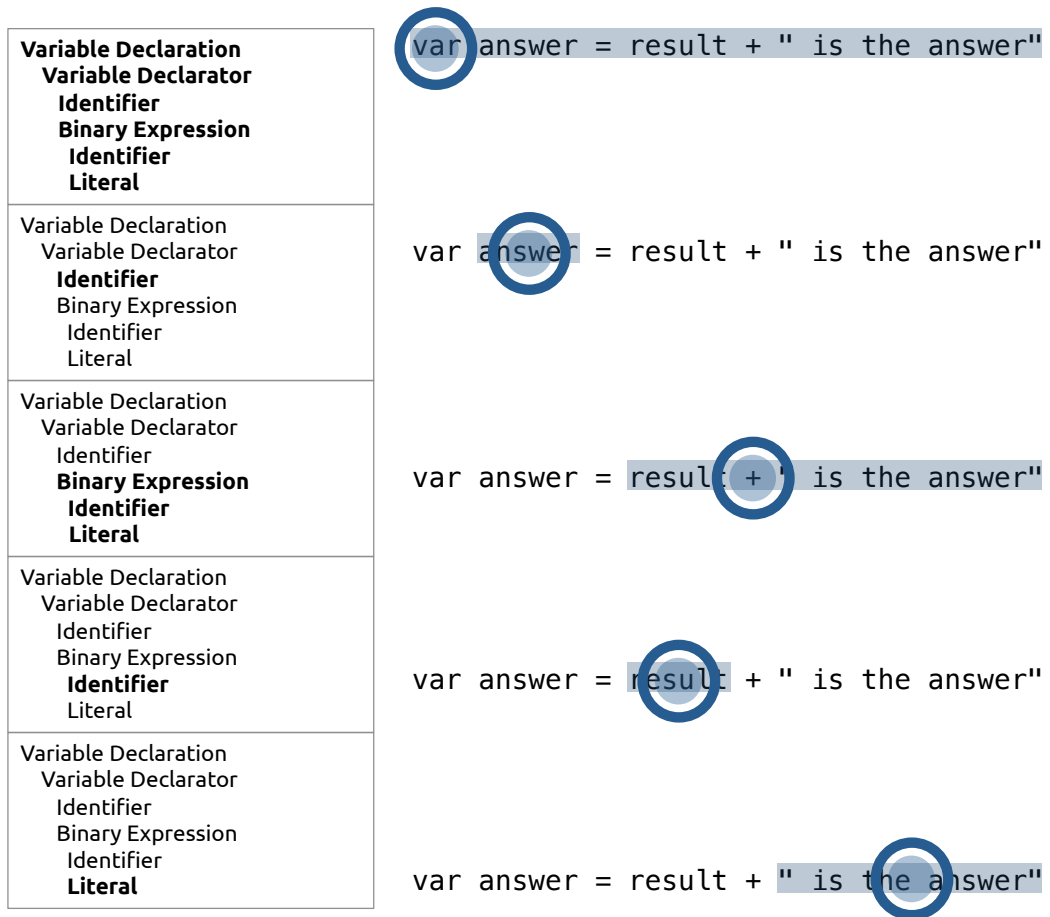 Variable Declaration
Variable Declarator
Identifier
Binary Expression
Identifier
Literal
var answer = result + " is the answer"
Variable Declaration
Variable Declarator
Identifier
Binary Expression
Identifier
Literal
var answer = result + " is the answer"
Variable Declaration
Variable Declarator
Identifier
Binary Expression
Identifier
Literal
var answer = result + " is the answer"
Variable Declaration
Variable Declarator
Identifier
Binary Expression
Identifier
Literal
var answer = result + " is the answer"
Variable Declaration
Variable Declarator
Identifier
Binary Expression
Identifier
Literal
var answer = result + " is the answer"